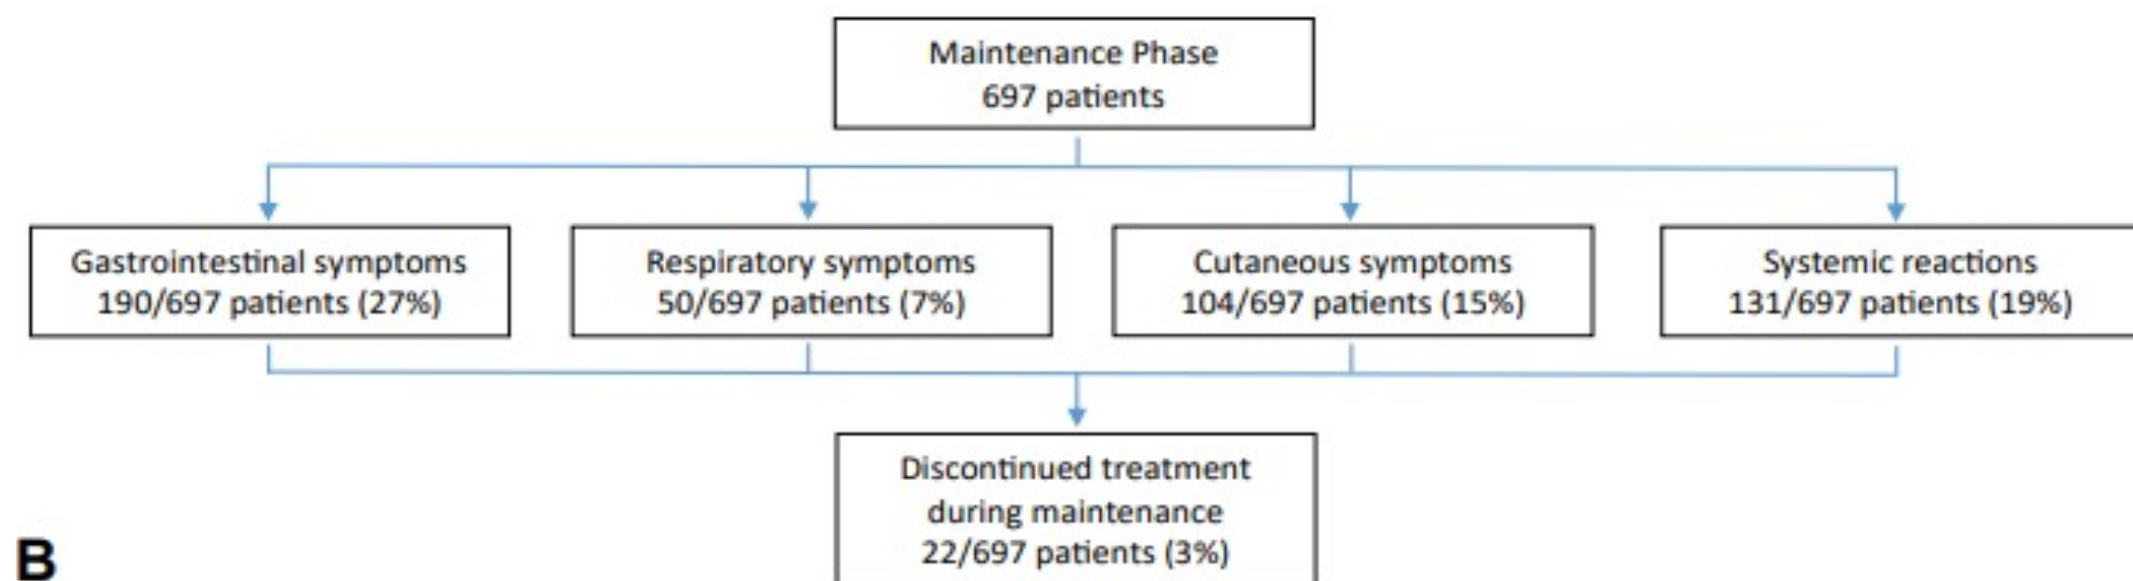 Maintenance Phase
697 patients
Gastrointestinal symptoms
190/697 patients (27%)
Respiratory symptoms
50/697 patients (7%)
Cutaneous symptoms
104/697 patients (15%)
Systemic reactions
131/697 patients (19%)
Discontinued treatment
during maintenance
22/697 patients (3%)
B